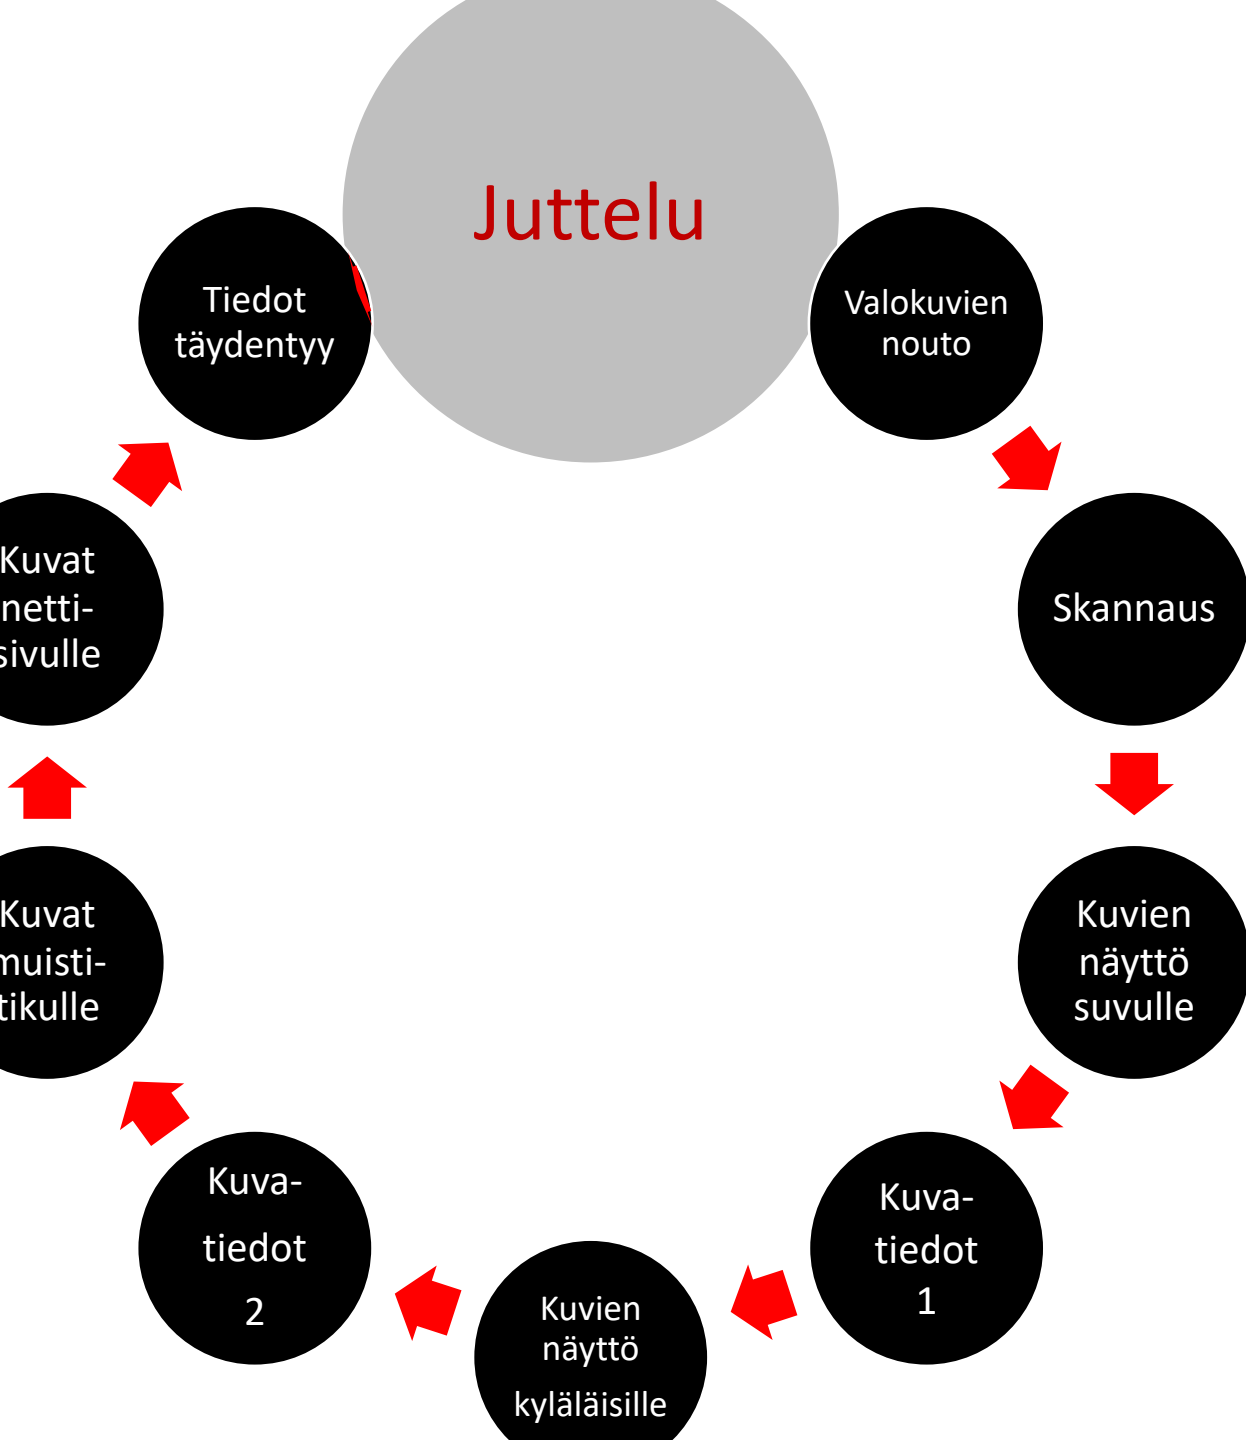 Juttelu
Valokuvien
nouto
Skannaus
Kuvien
näyttö
suvulle
Kuva-
tiedot
1
Kuvien
näyttö
kyläläisille
Kuva-
tiedot
2
Kuvat
muisti-
tikulle
Kuvat
netti-
sivulle
Tiedot
täydentyy